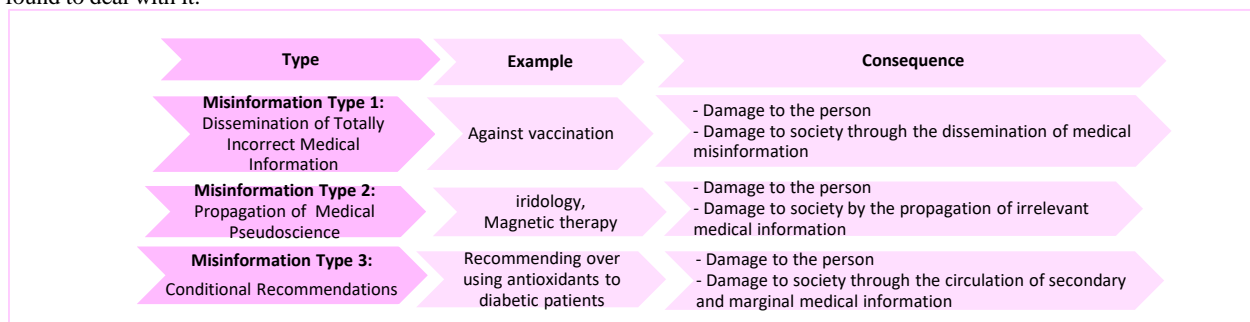 found to deal with it.
Type
Example
Consequence
Misinformation Type 1:
Dissemination of Totally
Incorrect Medical
Information
Against vaccination
- Damage to the person
- Damage to society through the dissemination of medical
misinformation
Misinformation Type 2:
Propagation of Medical
Pseudoscience
iridology,
Magnetic therapy
- Damage to the person
- Damage to society by the propagation of irrelevant
medical information
Misinformation Type 3:
Conditional Recommendations
Recommending over
using antioxidants to
diabetic patients
- Damage to the person
- Damage to society through the circulation of secondary
and marginal medical information